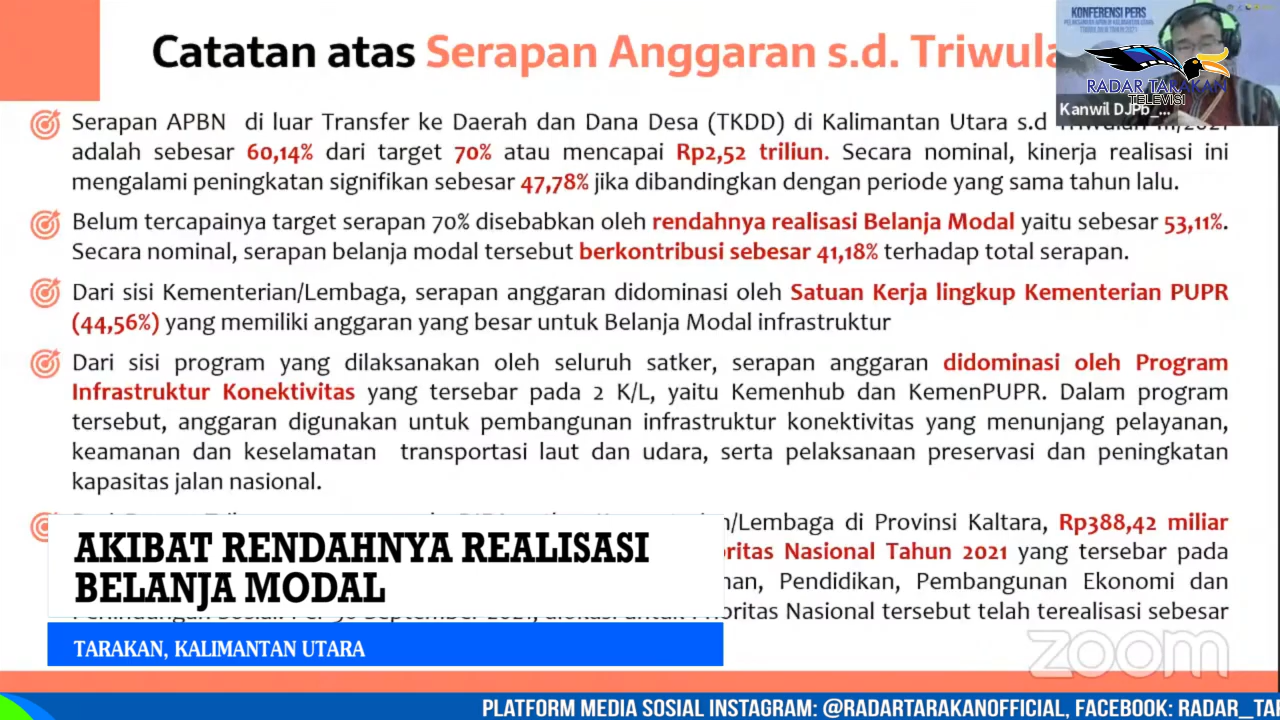 Catatan atas Serapan Anggaran s.d.
KONFERENSI PERS
RADAR TARAKAN
TELEVISI
Kanwil DJPb_...
Serapan APBN di luar Transfer ke Daerah dan Dana Desa (TKDD) di Kalimantan Utara s.d
adalah sebesar 60,14% dari target 70% atau mencapai Rp2,52 triliun. Secara nominal, kinerja realisasi ini
mengalami peningkatan signifikan sebesar 47,78% jika dibandingkan dengan periode yang sama tahun lalu.
Belum tercapainya target serapan 70% disebabkan oleh rendahnya realisasi Belanja Modal yaitu sebesar 53,11%.
Secara nominal, serapan belanja modal tersebut berkontribusi sebesar 41,18% terhadap total serapan.
Dari sisi Kementerian/Lembaga, serapan anggaran didominasi oleh Satuan Kerja lingkup Kementerian PUPR
(44,56%) yang memiliki anggaran yang besar untuk Belanja Modal infrastruktur
Dari sisi program yang dilaksanakan oleh seluruh satker, serapan anggaran didominasi oleh Program
Infrastruktur Konektivitas yang tersebar pada 2 K/L, yaitu Kemenhub dan KemenPUPR. Dalam program
tersebut, anggaran digunakan untuk pembangunan infrastruktur konektivitas yang menunjang pelayanan,
keamanan dan keselamatan transportasi laut dan udara, serta pelaksanaan preservasi dan peningkatan
kapasitas jalan nasional.
/Lembaga di Provinsi Kaltara, Rp388,42 miliar
Nasional Tahun 2021 yang tersebar pada
Pendidikan, Pembangunan Ekonomi dan
Nasional tersebut telah terealisasi sebesar
AKIBAT RENDAHNYA REALISASI
BELANJA MODAL
TARAKAN, KALIMANTAN UTARA
zoom
PLATFORM MEDIA SOSIAL INSTAGRAM: @RADARTARAKANOFFICIAL, FACEBOOK: